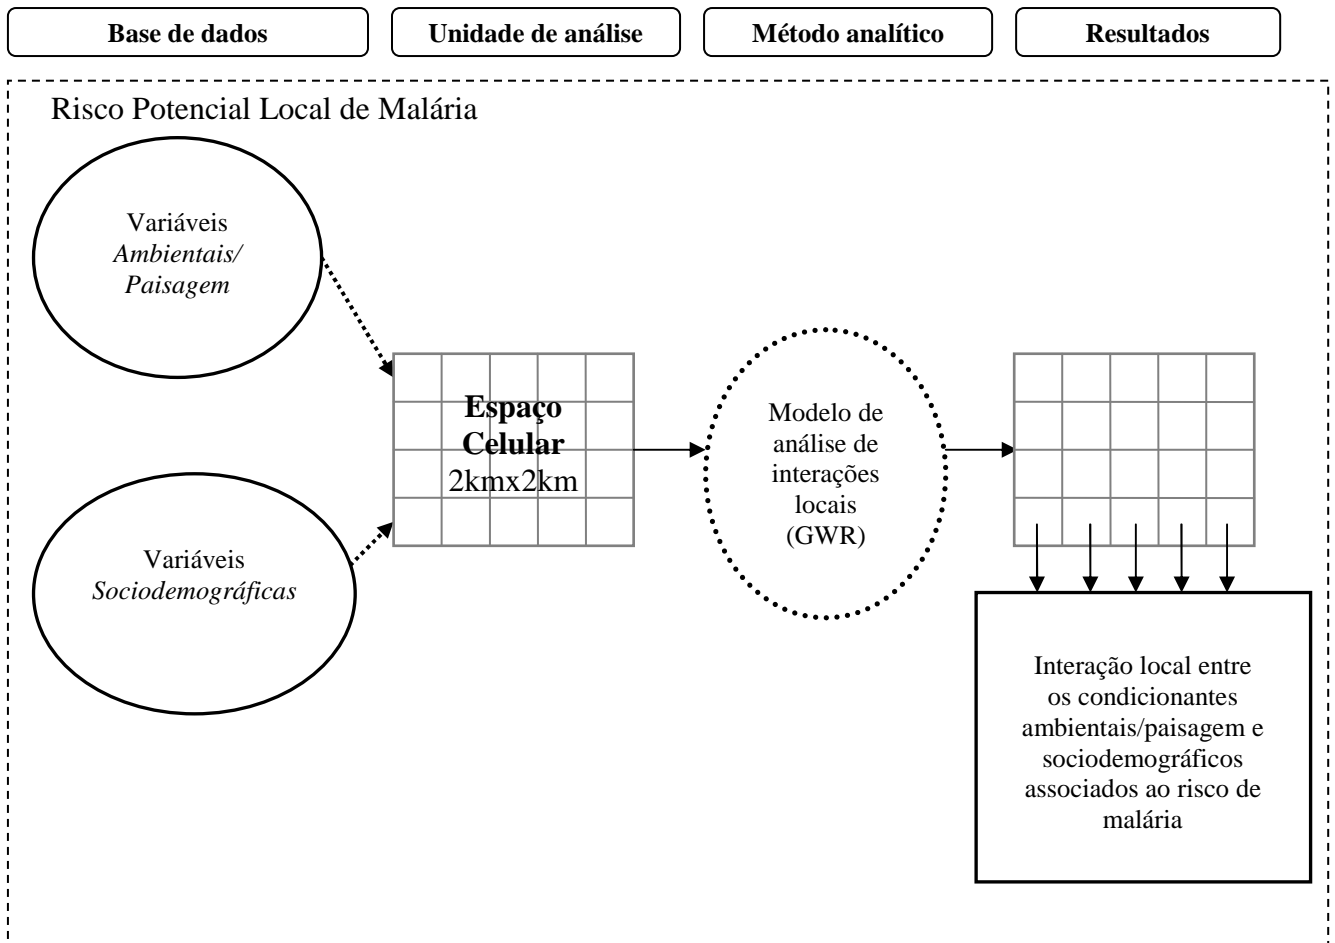 Base de dados
Unidade de análise
Método analítico
Resultados
Risco Potencial Local de Malária
Variáveis
Ambientais/
Paisagem
Espaço
Celular
2kmx2km
Modelo de
análise de
interações
locais
(GWR)
Variáveis
Sociodemográficas
Interação local entre
os condicionantes
ambientais/paisagem e
sociodemográficos
associados ao risco de
malária